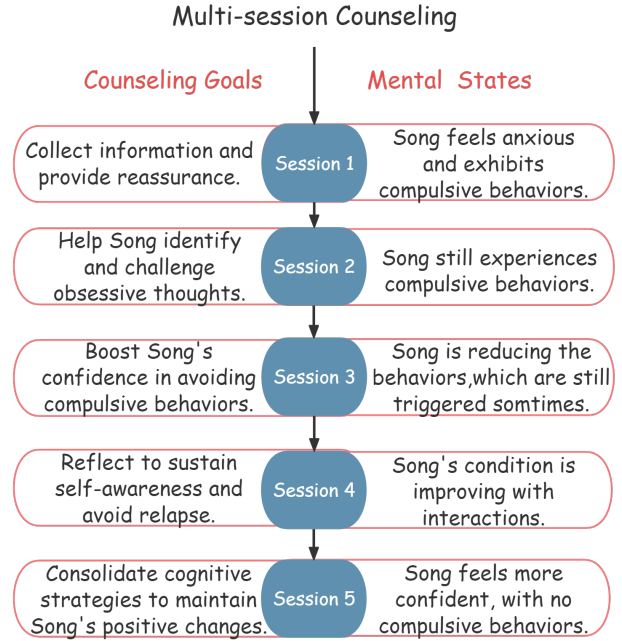 Multi-session Counseling
Counseling Goals
Mental States
Collect information and
provide reassurance.
Session 1
Song feels anxious
and exhibits
compulsive behaviors.
Help Song identify
and challenge
obsessive thoughts.
Session 2
Song still experiences
compulsive behaviors.
Boost Song's
confidence in avoiding
compulsive behaviors.
Session 3
Song is reducing the
behaviors,which are still
triggered somtimes.
Reflect to sustain
self-awareness and
avoid relapse.
Session 4
Song's condition is
improving with
interactions.
Consolidate cognitive
strategies to maintain
Song's positive changes.
Session 5
Song feels more
confident, with no
compulsive behaviors.